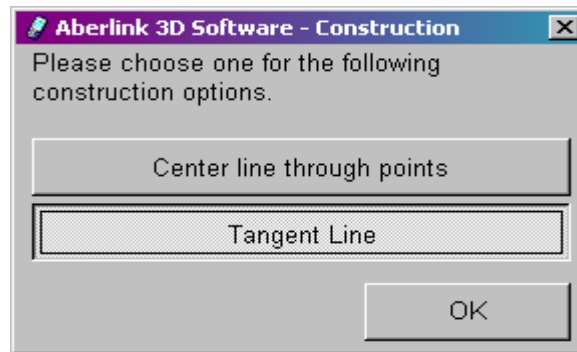 Aberlink 3D Software - Construction
Please choose one for the following
construction options.
Center line through points
Tangent Line
OK